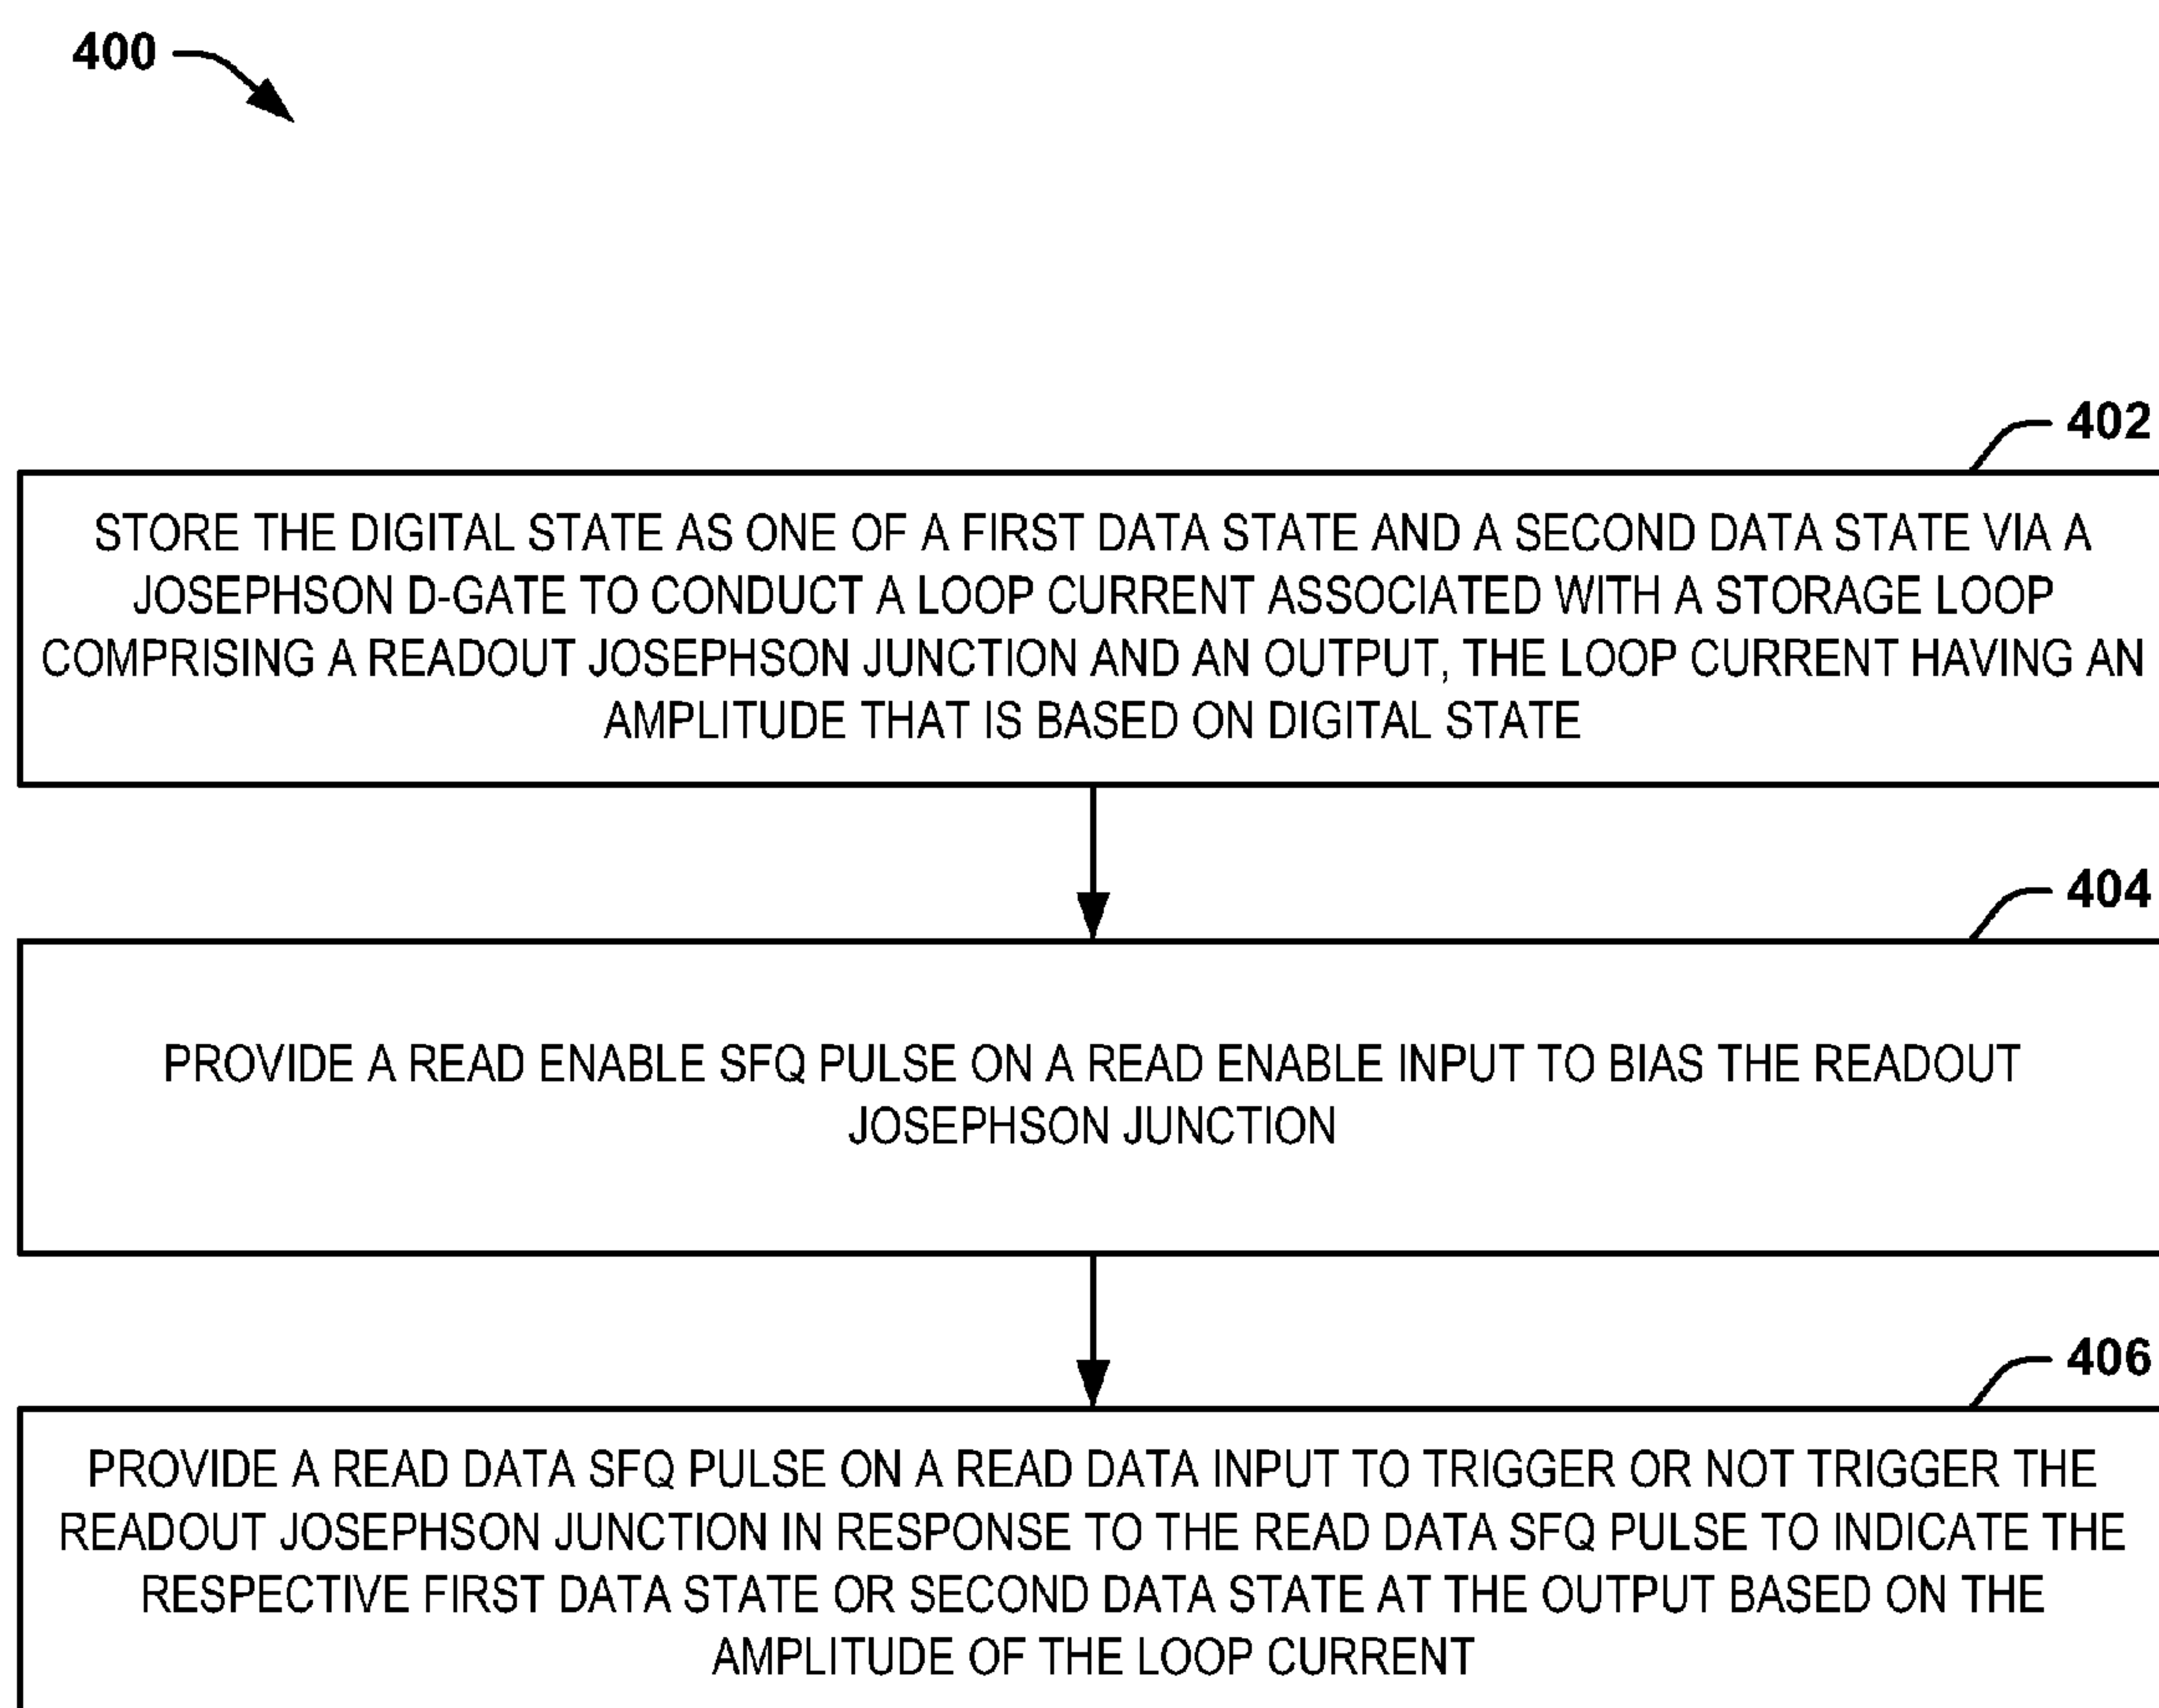 400
402
STORE THE DIGITAL STATE AS ONE OF A FIRST DATA STATE AND A SECOND DATA STATE VIA A
JOSEPHSON D-GATE TO CONDUCT A LOOP CURRENT ASSOCIATED WITH A STORAGE LOOP
COMPRISING A READOUT JOSEPHSON JUNCTION AND AN OUTPUT, THE LOOP CURRENT HAVING AN
AMPLITUDE THAT IS BASED ON DIGITAL STATE
404
PROVIDE A READ ENABLE SFQ PULSE ON A READ ENABLE INPUT TO BIAS THE READOUT
JOSEPHSON JUNCTION
406
PROVIDE A READ DATA SFQ PULSE ON A READ DATA INPUT TO TRIGGER OR NOT TRIGGER THE
READOUT JOSEPHSON JUNCTION IN RESPONSE TO THE READ DATA SFQ PULSE TO INDICATE THE
RESPECTIVE FIRST DATA STATE OR SECOND DATA STATE AT THE OUTPUT BASED ON THE
AMPLITUDE OF THE LOOP CURRENT